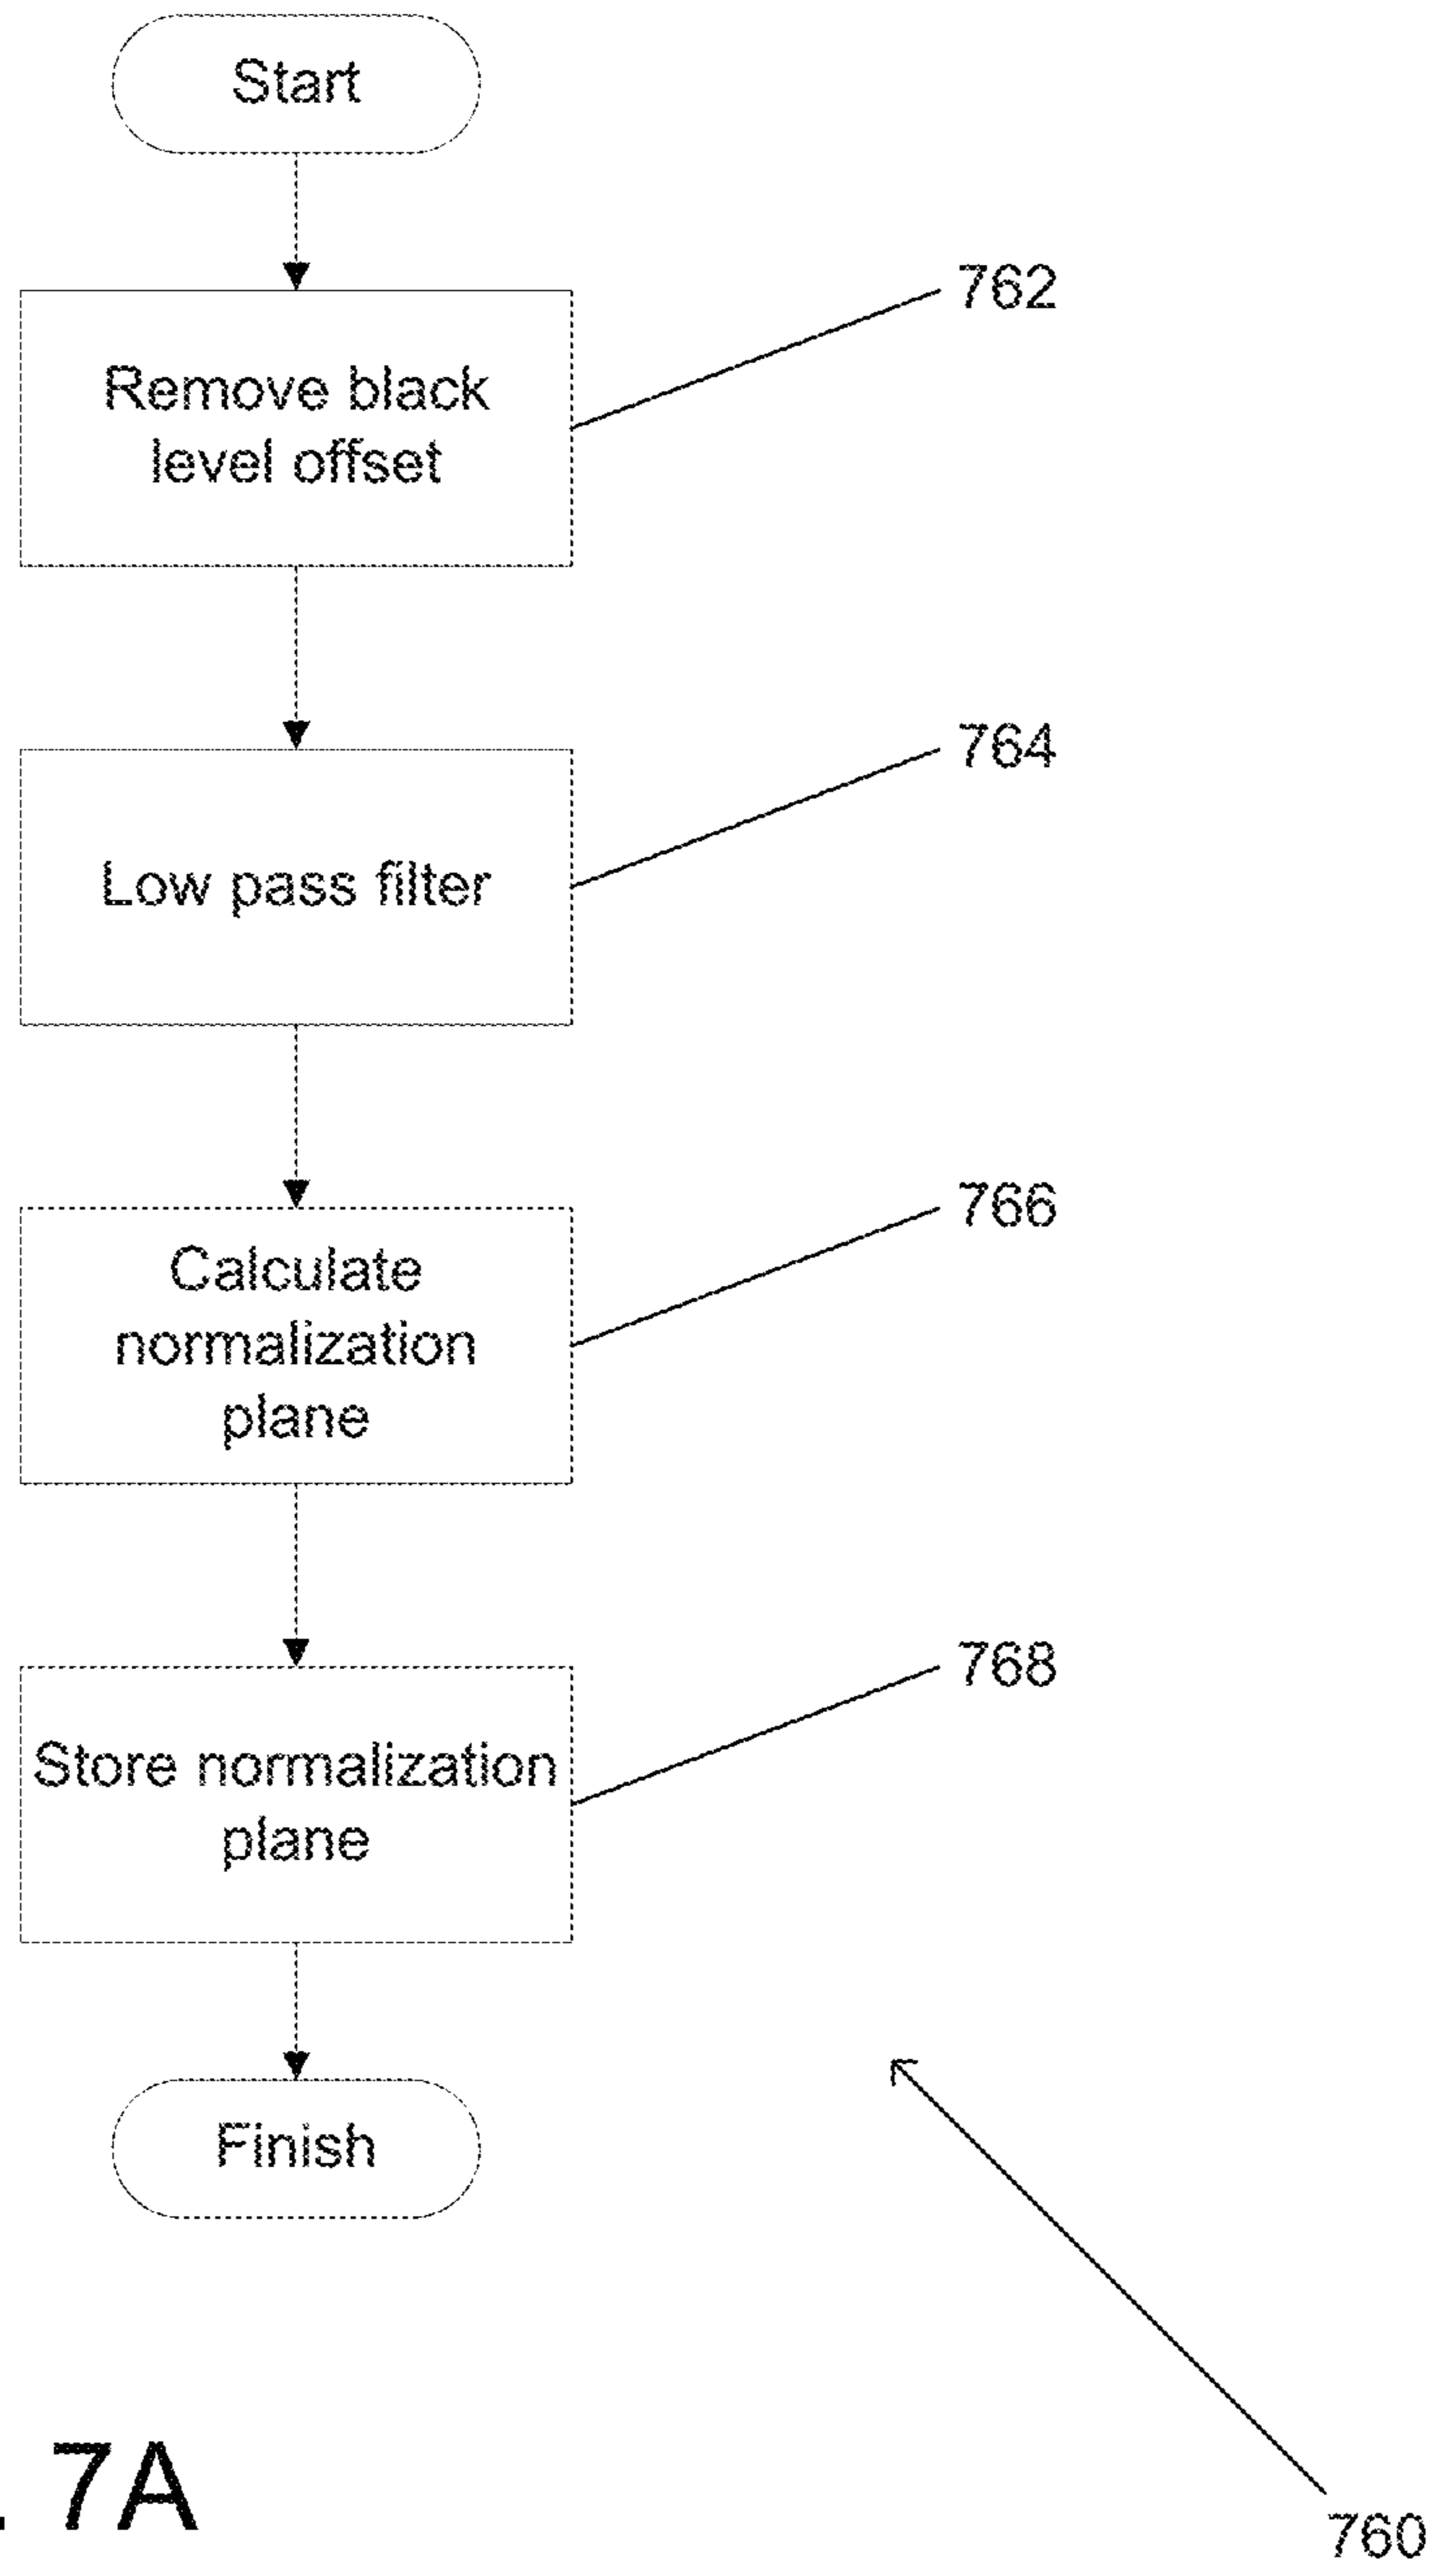 Start
762
Remove black
level offset
764
Low pass filter
766
Calculate
normalization
plane
768
Store normalization
plane
Finish
. 7A
760